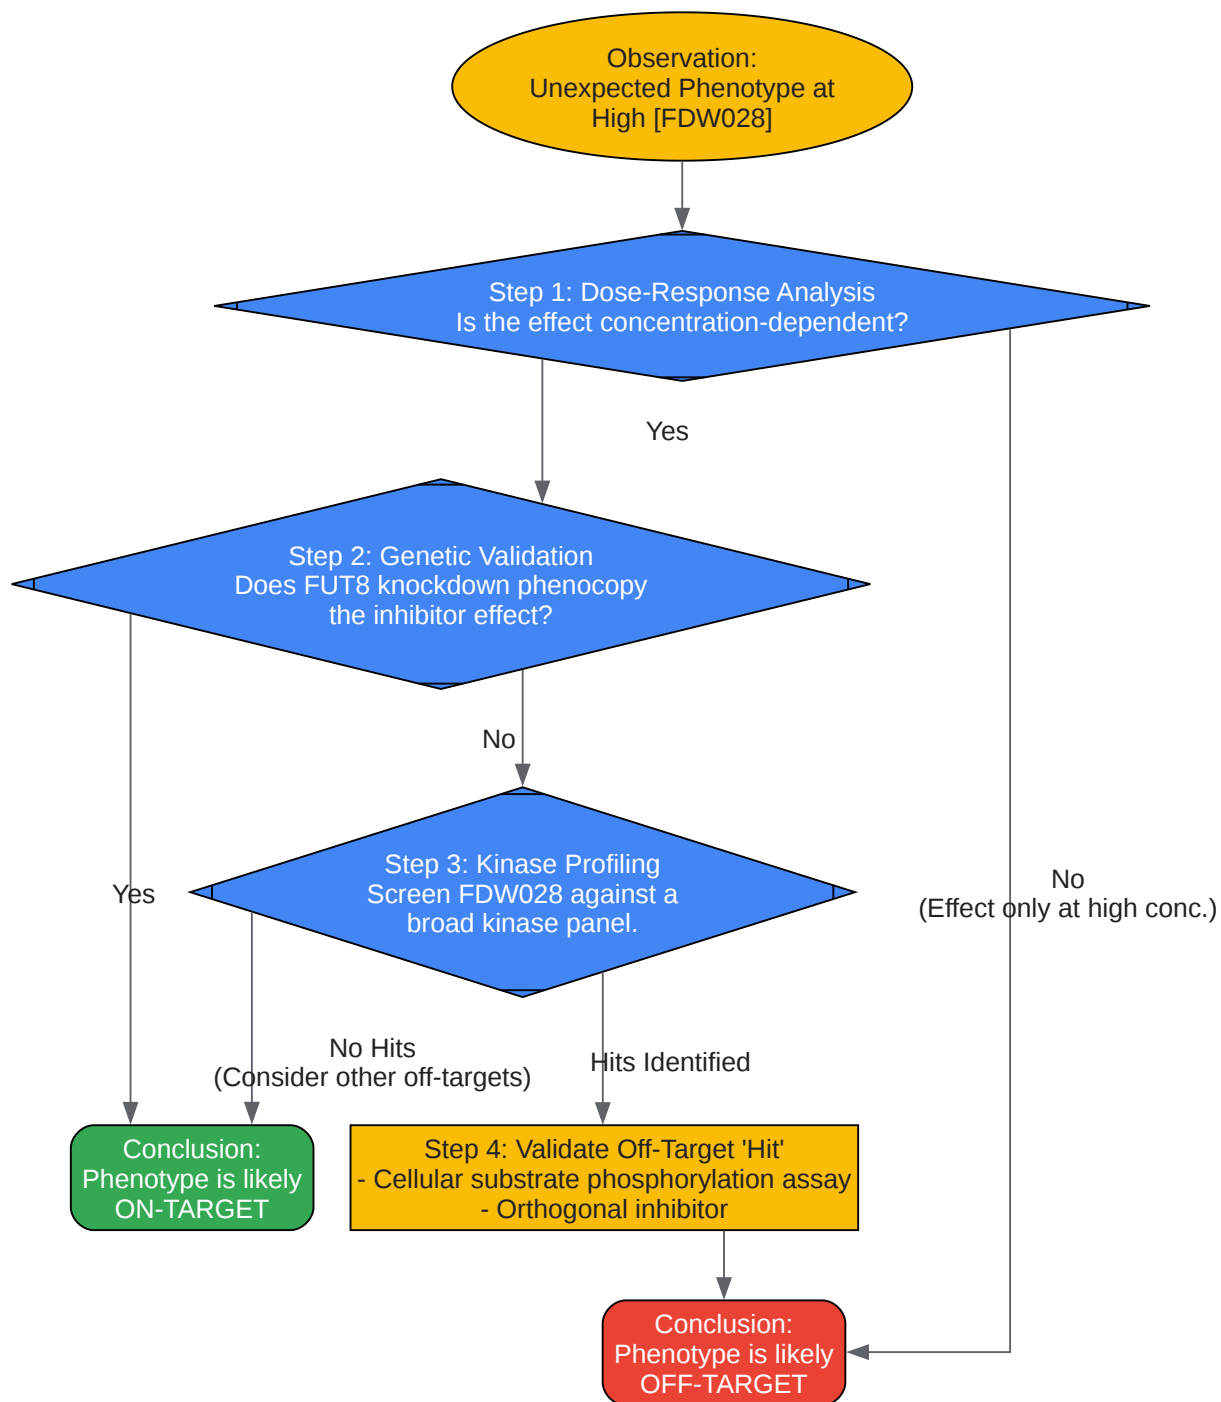 Observation:
Unexpected Phenotype at
High [FDW028]
Step 1: Dose-Response Analysis
Is the effect concentration-dependent?
Yes
Step 2: Genetic Validation
Does FUT8 knockdown phenocopy
the inhibitor effect?
No
Step 3: Kinase Profiling
Screen FDW028 against a
broad kinase panel.
Yes
No
(Effect only at high conc.)
No Hits
(Consider other off-targets)
Hits Identified
Conclusion:
Phenotype is likely
ON-TARGET
Step 4: Validate Off-Target 'Hit'
- Cellular substrate phosphorylation assay
- Orthogonal inhibitor
Conclusion:
Phenotype is likely
OFF-TARGET